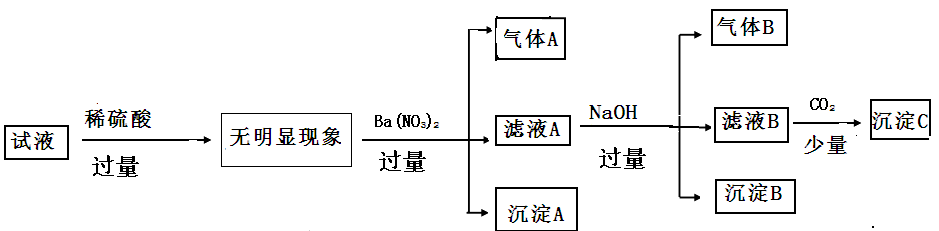 试液
稀硫酸
过量
无明显现象
Ba(NO₃)₂
过量
气体A
滤液A
沉淀A
NaOH
过量
气体B
滤液B
沉淀B
CO₂
少量
沉淀C